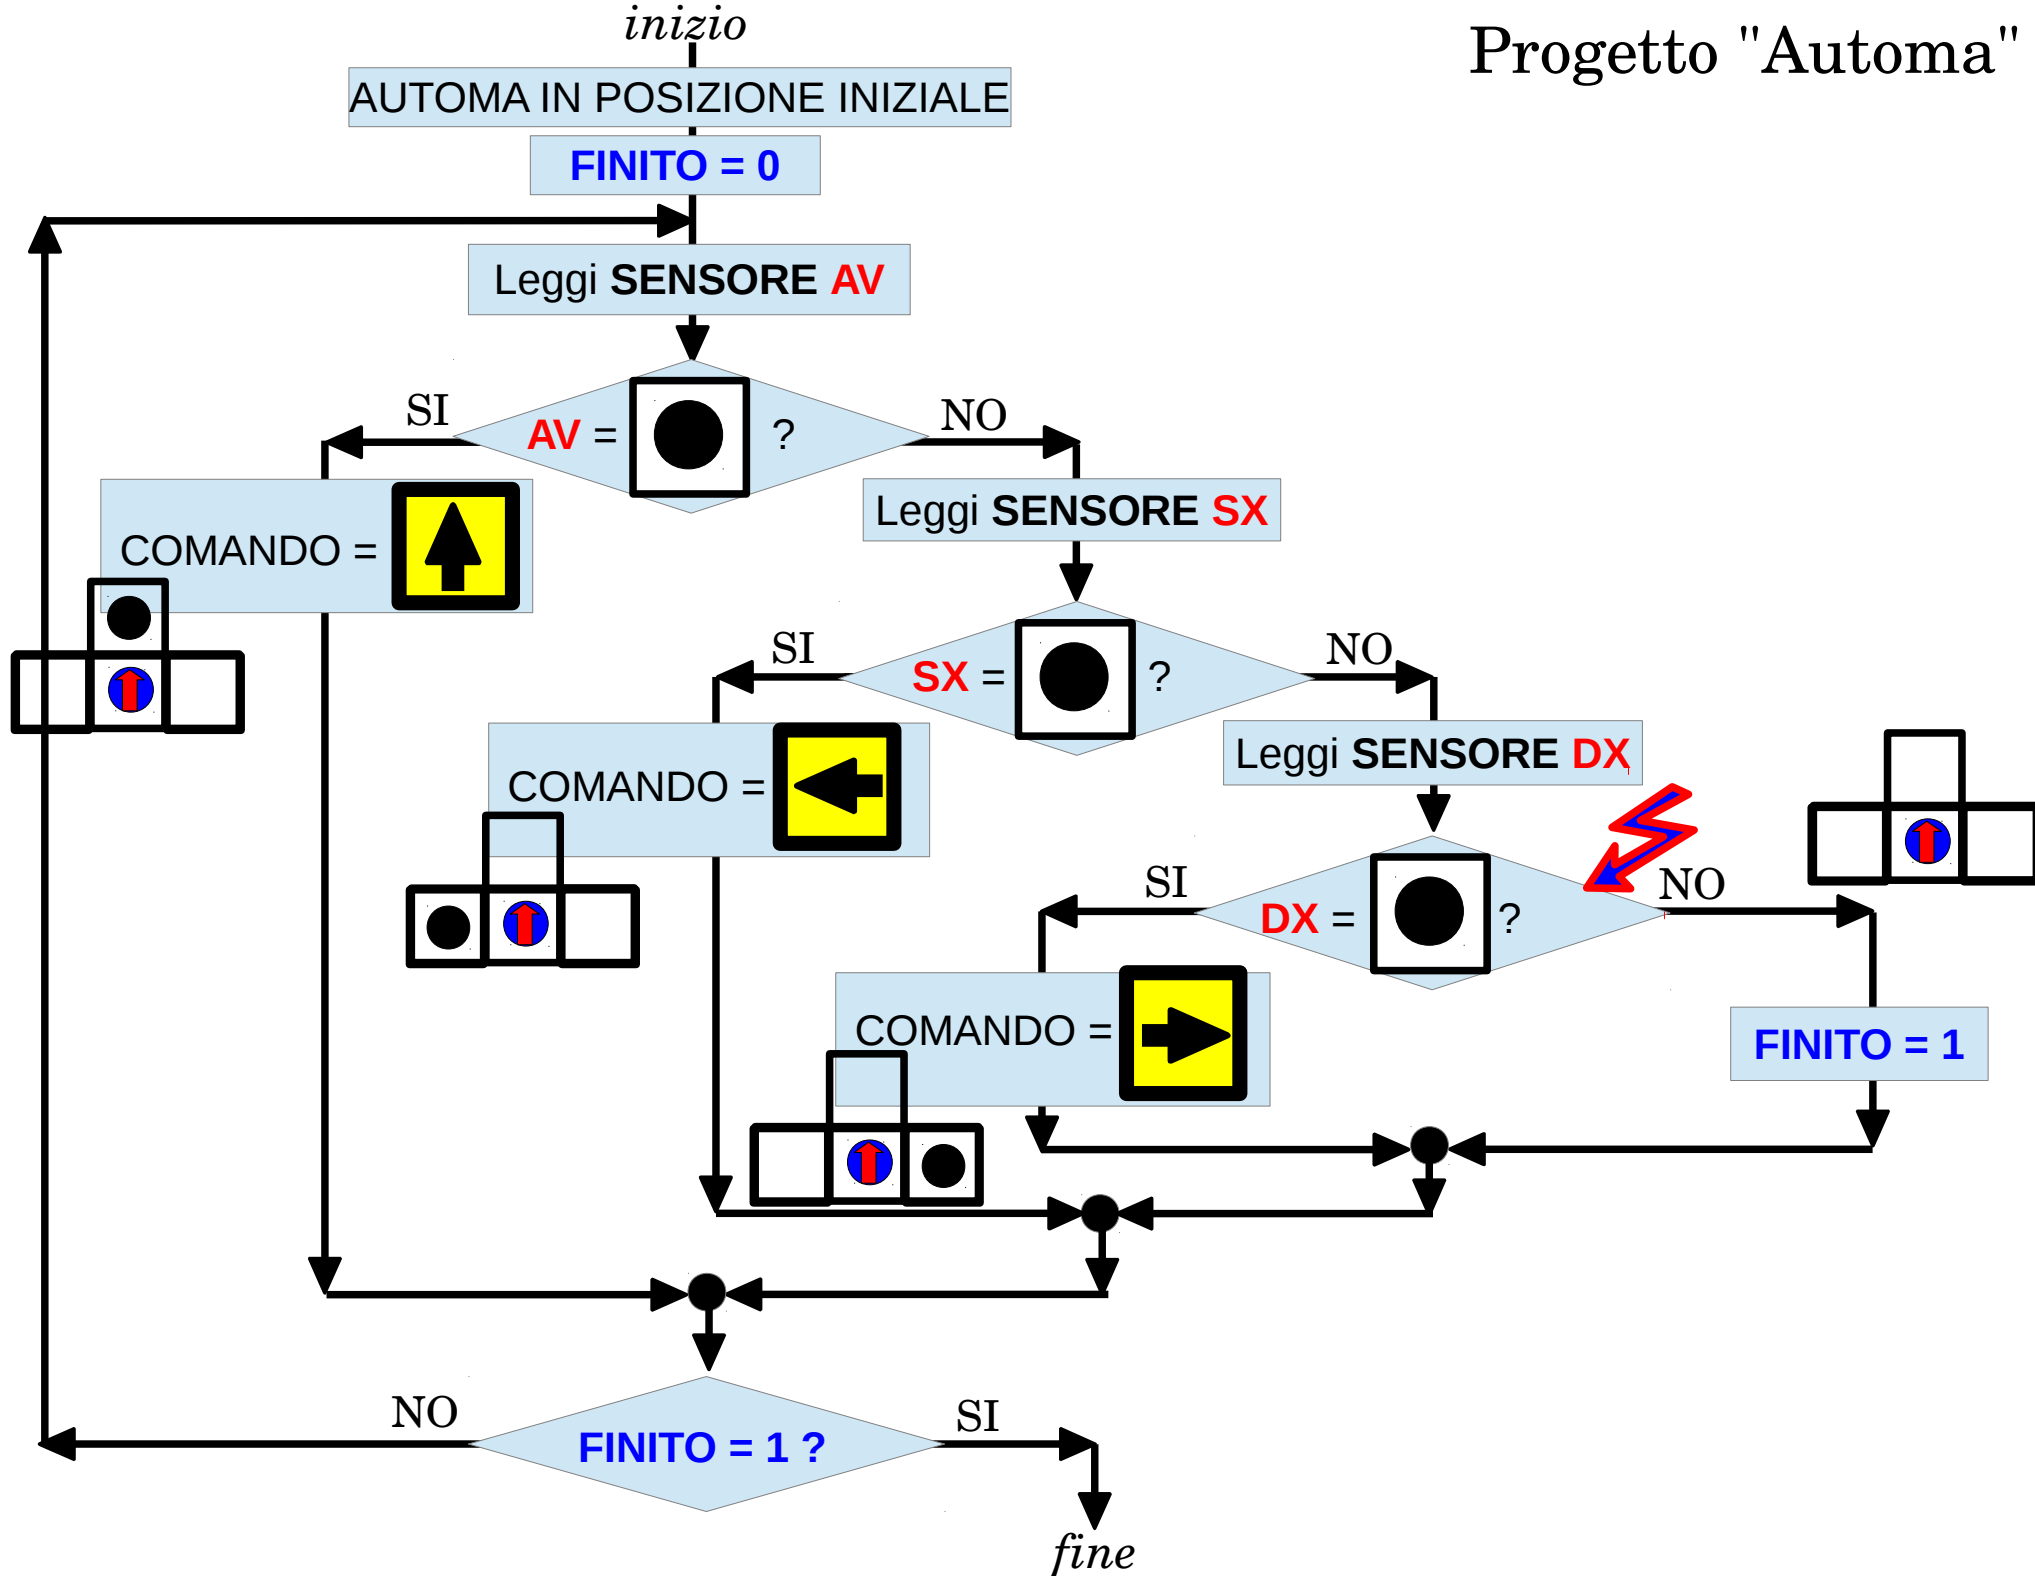 inizio
Progetto "Automa"
AUTOMA IN POSIZIONE INIZIALE
FINITO = 0
Leggi SENSORE AV
SI
AV = ?
NO
COMANDO =
Leggi SENSORE SX
SI
SX = ?
NO
COMANDO =
Leggi SENSORE DX
SI
DX = ?
NO
COMANDO =
FINITO = 1
NO
FINITO = 1 ?
SI
fine